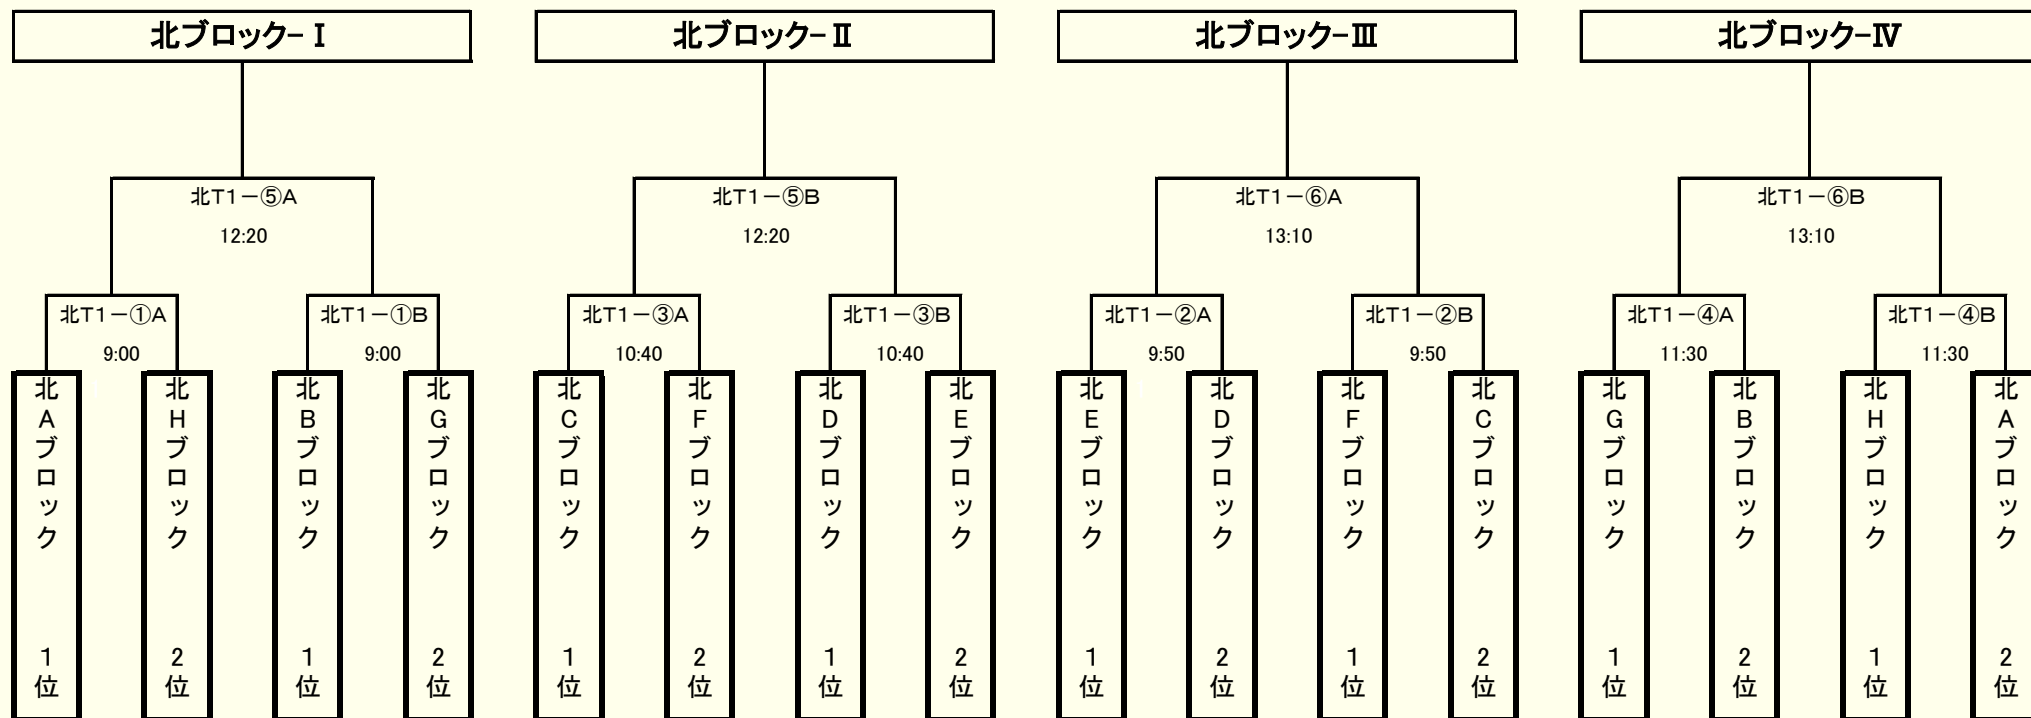 北ブロック-Ⅰ
北ブロック-Ⅱ
北ブロック-Ⅲ
北ブロック-Ⅳ
北T1-⑤A
北T1-⑤B
北T1-⑥A
北T1-⑥B
12:20
12:20
13:10
13:10
北T1-①A
北T1-①B
北T1-③A
北T1-③B
北T1-②A
北T1-②B
北T1-④A
北T1-④B
9:00
9:00
10:40
10:40
9:50
9:50
11:30
11:30
北Aブロック 1位
北Hブロック 2位
北Bブロック 1位
北Gブロック 2位
北Cブロック 1位
北Fブロック 2位
北Dブロック 1位
北Eブロック 2位
北Eブロック 1位
北Dブロック 2位
北Fブロック 1位
北Cブロック 2位
北Gブロック 1位
北Bブロック 2位
北Hブロック 1位
北Aブロック 2位